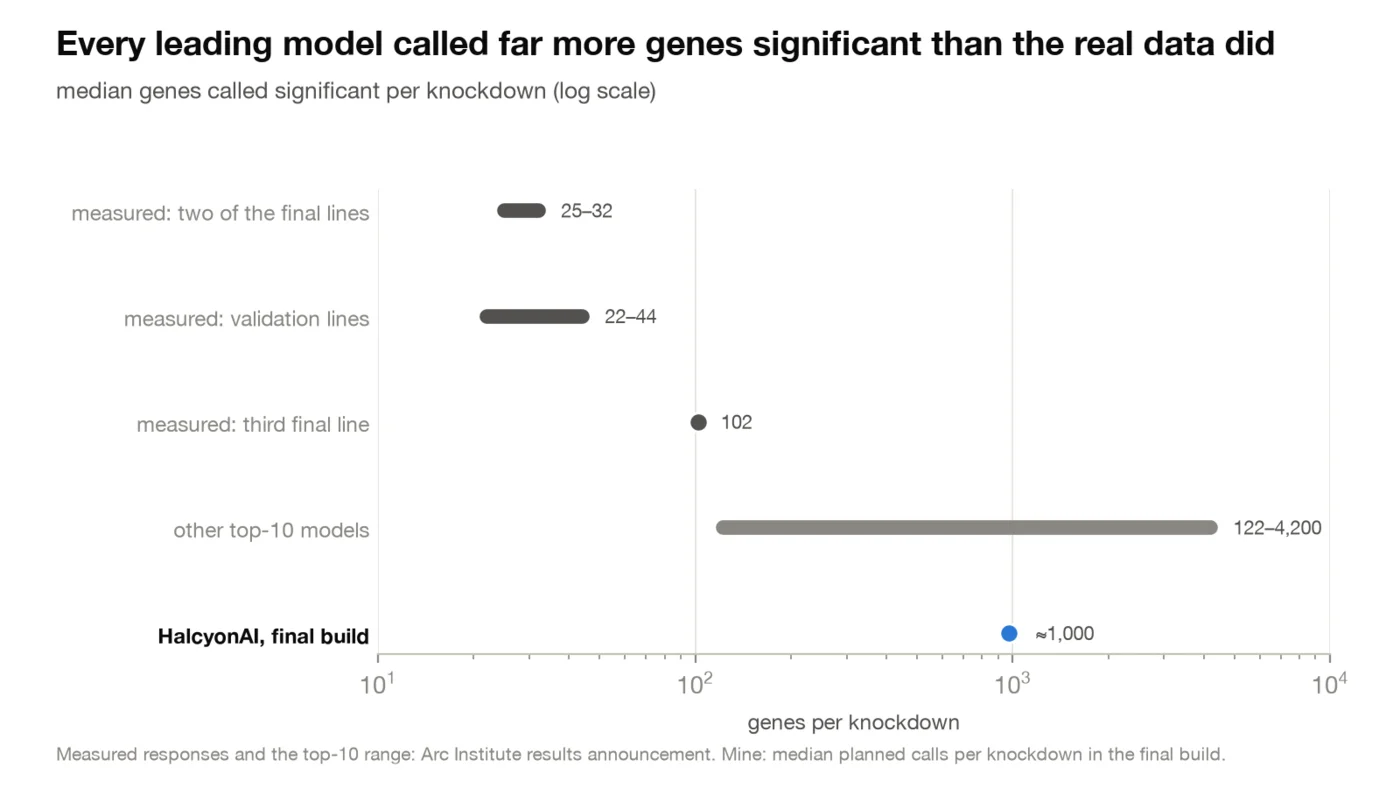 Every leading model called far more genes significant than the real data did
median genes called significant per knockdown (log scale)
measured: two of the final lines
25–32
measured: validation lines
22–44
measured: third final line
102
other top-10 models
122–4,200
HalcyonAI, final build
≈1,000
10¹ 10² 10³ 10⁴
genes per knockdown
Measured responses and the top-10 range: Arc Institute results announcement. Mine: median planned calls per knockdown in the final build.